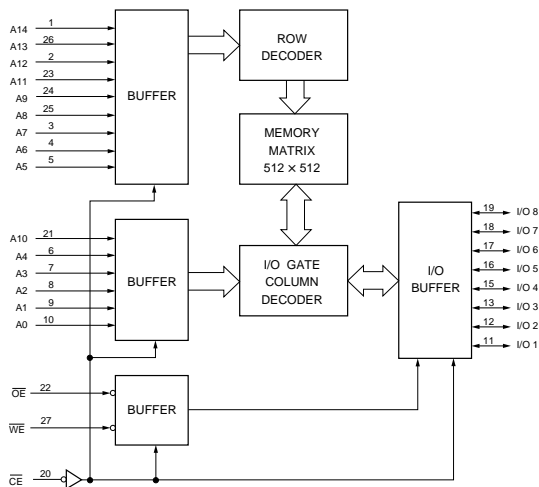 A14 1
A13 26
A12 2
A11 23
A9 24
A8 25
A7 3
A6 4
A5 5
BUFFER
ROW
DECODER
MEMORY
MATRIX
512 × 512
A10 21
A4 6
A3 7
A2 8
A1 9
A0 10
BUFFER
I/O GATE
COLUMN
DECODER
I/O
BUFFER
19 I/O 8
18 I/O 7
17 I/O 6
16 I/O 5
15 I/O 4
13 I/O 3
12 I/O 2
11 I/O 1
OE 22
WE 27
BUFFER
CE 20